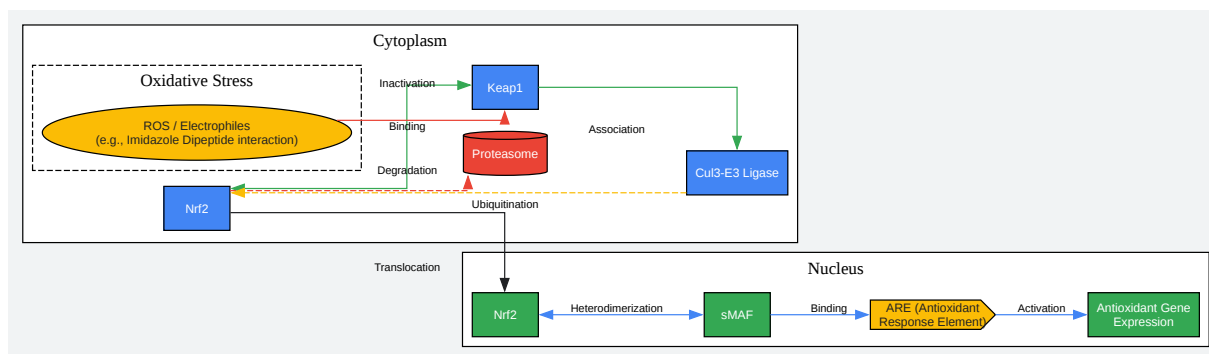 Cytoplasm
Oxidative Stress
Inactivation
Keap1
ROS / Electrophiles
(e.g., Imidazole Dipeptide interaction)
Binding
Association
Proteasome
Degradation
Cul3-E3 Ligase
Nrf2
Ubiquitination
Translocation
Nucleus
Nrf2
Heterodimerization
sMAF
Binding
ARE (Antioxidant
Response Element)
Activation
Antioxidant Gene
Expression